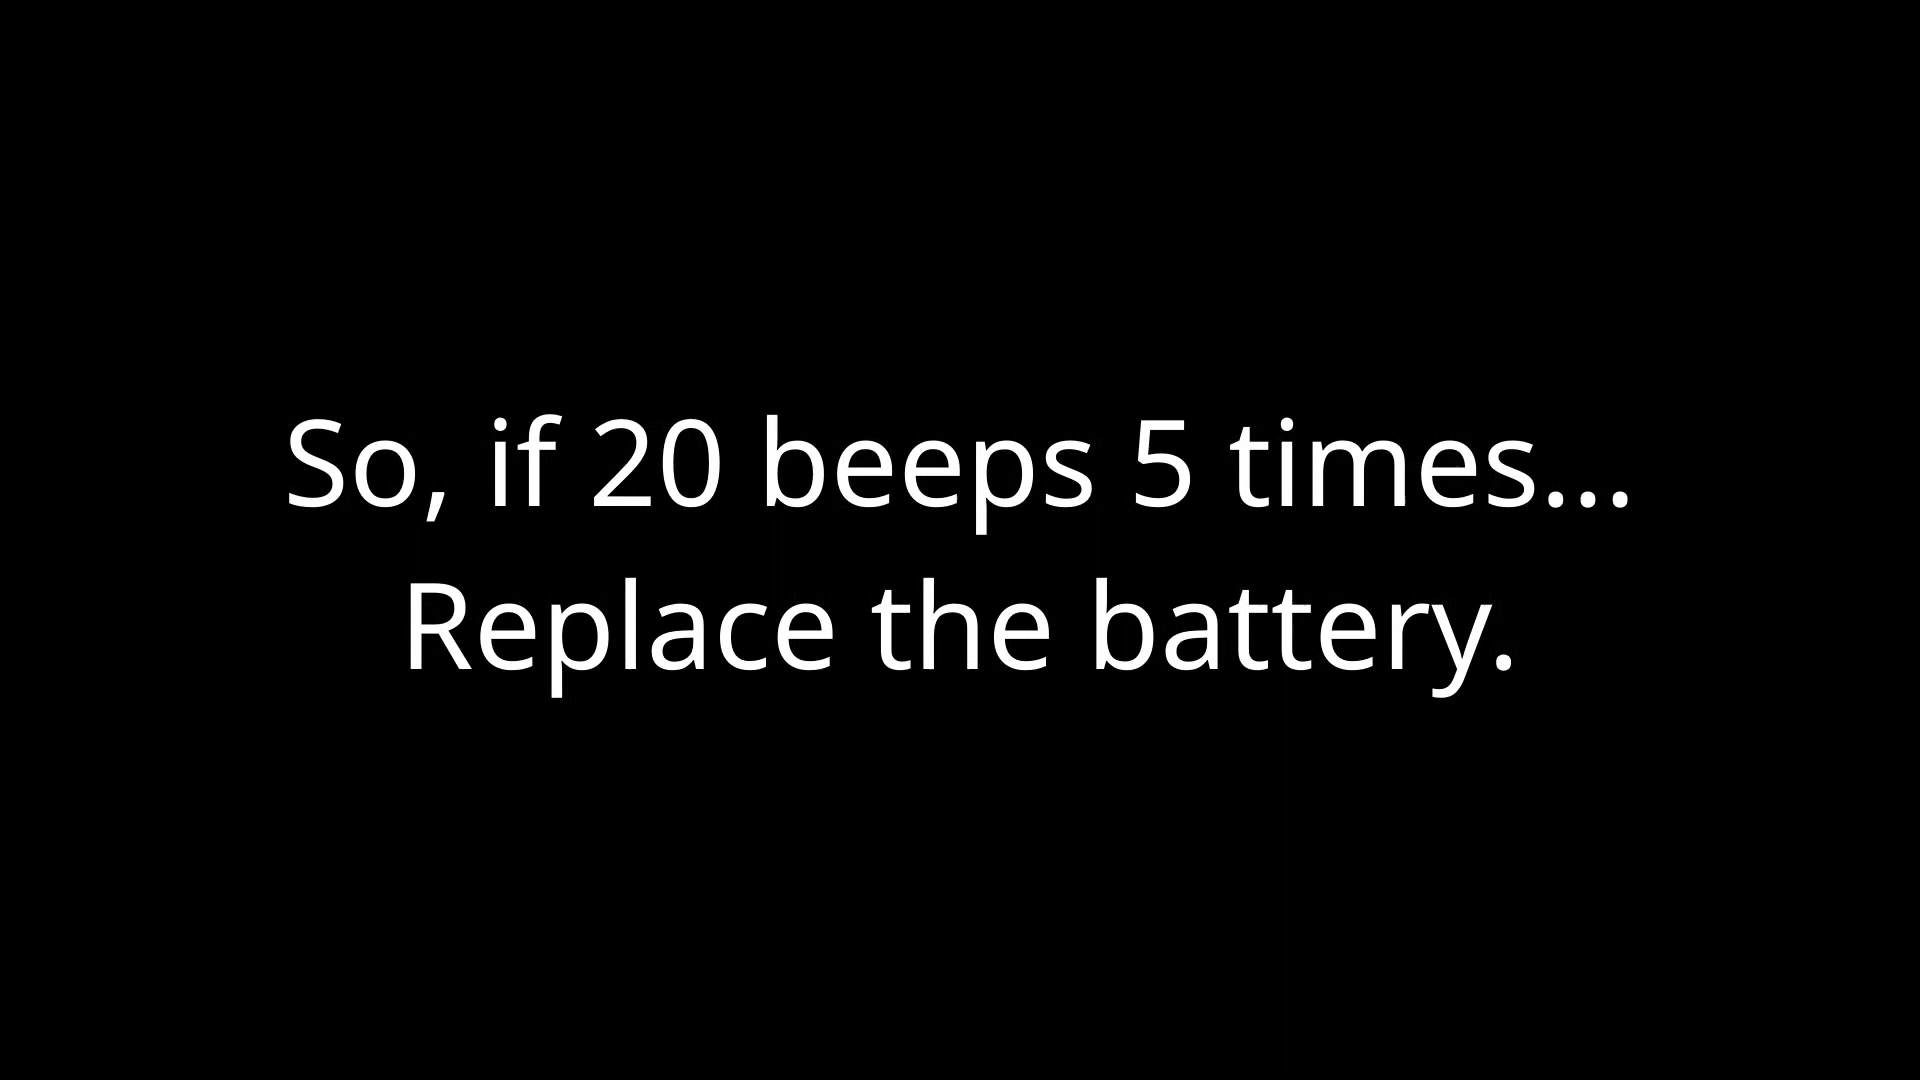 So, if 20 beeps 5 times...
Replace the battery.